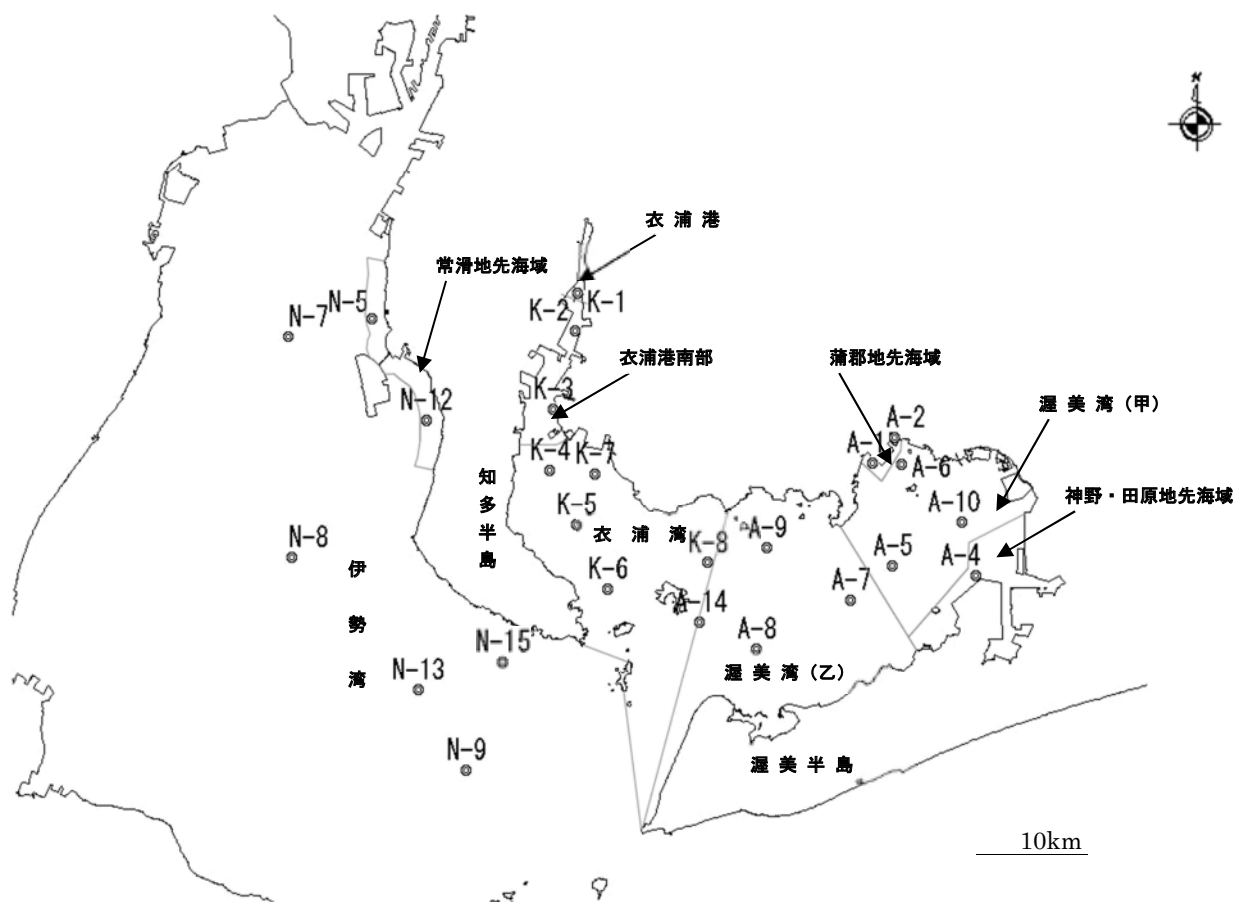 N
衣 浦 港
常滑地先海域
N-5
N-7
K-2
K-1
衣浦港南部
蒲郡地先海域
K-3
N-12
渥 美 湾（甲）
A-2
A-1
A-6
K-4
K-7
知多半島
神野・田原地先海域
A-10
K-5
衣 浦 湾
A-9
N-8
K-8
A-5
A-4
伊勢湾
K-6
A-7
A-14
A-8
N-15
N-13
渥 美 湾（乙）
N-9
渥 美 半 島
10km